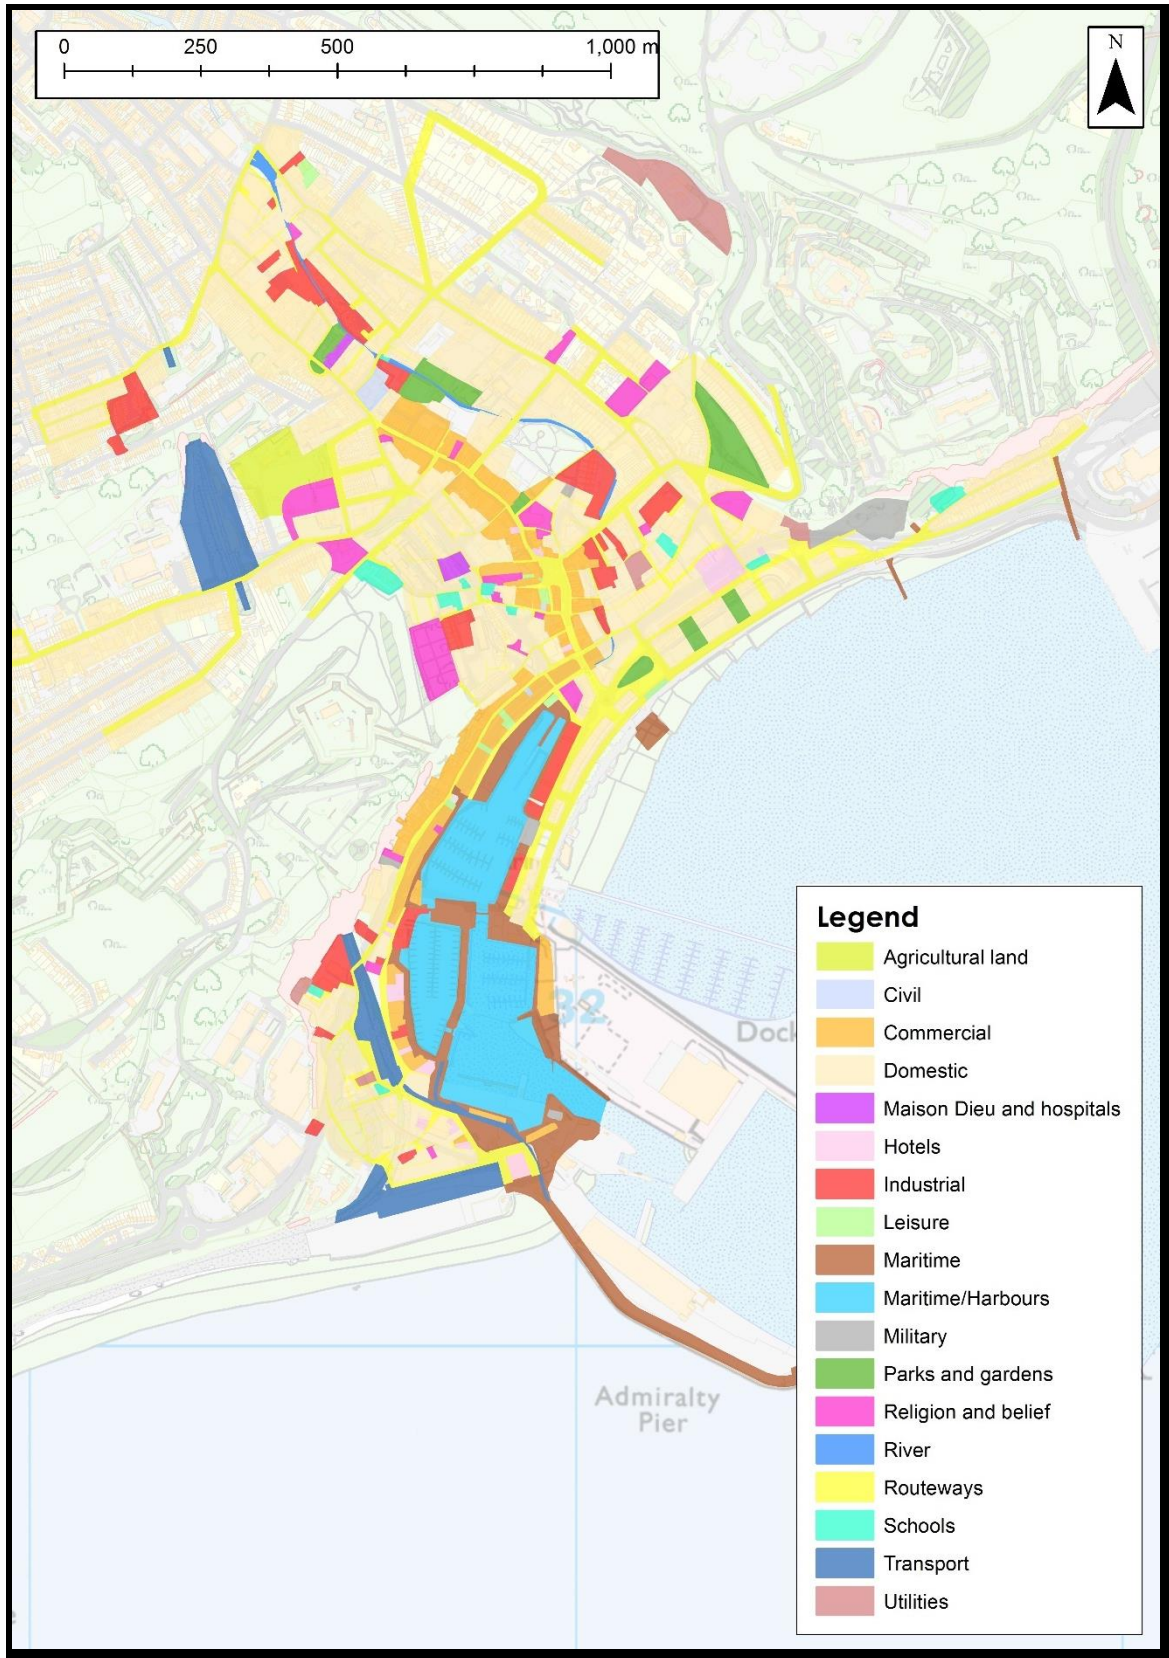 0 250 500 1,000 m
N
32
Dock
Admiralty
Pier
Legend
Agricultural land
Civil
Commercial
Domestic
Maison Dieu and hospitals
Hotels
Industrial
Leisure
Maritime
Maritime/Harbours
Military
Parks and gardens
Religion and belief
River
Routeways
Schools
Transport
Utilities